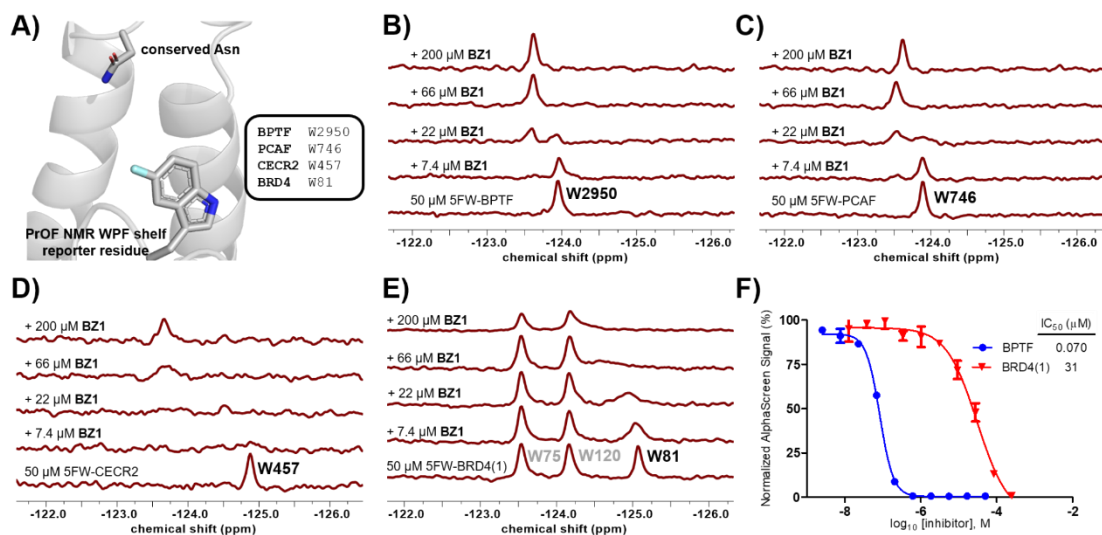 A)
conserved Asn
BPTF W2950
PCAF W746
CECR2 W457
BRD4 W81
PrOF NMR WPF shelf
reporter residue
B)
+ 200 µM BZ1
+ 66 µM BZ1
+ 22 µM BZ1
+ 7.4 µM BZ1
50 µM 5FW-BPTF
W2950
-122.0 -123.0 -124.0 -125.0 -126.0
chemical shift (ppm)
C)
+ 200 µM BZ1
+ 66 µM BZ1
+ 22 µM BZ1
+ 7.4 µM BZ1
50 µM 5FW-PCAF
W746
-122.0 -123.0 -124.0 -125.0 -126.0
chemical shift (ppm)
D)
+ 200 µM BZ1
+ 66 µM BZ1
+ 22 µM BZ1
+ 7.4 µM BZ1
50 µM 5FW-CECR2
W457
-122.0 -123.0 -124.0 -125.0 -126.0
chemical shift (ppm)
E)
+ 200 µM BZ1
+ 66 µM BZ1
+ 22 µM BZ1
+ 7.4 µM BZ1
50 µM 5FW-BRD4(1)
W75 W120 W81
-122.0 -123.0 -124.0 -125.0 -126.0
chemical shift (ppm)
F)
Normalized AlphaScreen Signal (%)
100
75
50
25
0
IC50 (µM)
BPTF 0.070
BRD4(1) 31
-8 -6 -4 -2
log10 [inhibitor], M